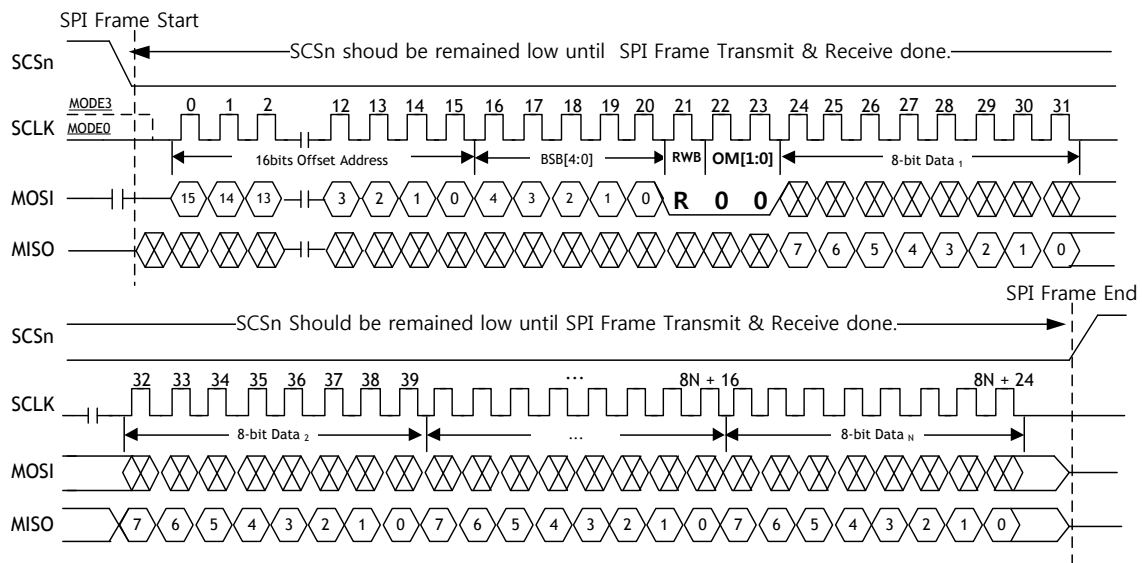 SPI Frame Start
SCSn
SCSn shoud be remained low until SPI Frame Transmit & Receive done.
MODE3
SCLK
MODE0
0 1 2 12 13 14 15 16 17 18 19 20 21 22 23 24 25 26 27 28 29 30 31
16bits Offset Address
BSB[4:0]
RWB
OM[1:0]
8-bit Data 1
MOSI
15 14 13 3 2 1 0 4 3 2 1 0 R 0 0
MISO
7 6 5 4 3 2 1 0
SPI Frame End
SCSn
SCSn Should be remained low until SPI Frame Transmit & Receive done.
SCLK
32 33 34 35 36 37 38 39 ... 8N + 16 8N + 24
8-bit Data 2
...
8-bit Data N
MOSI
MISO
7 6 5 4 3 2 1 0 7 6 5 4 3 2 1 0 7 6 5 4 3 2 1 0